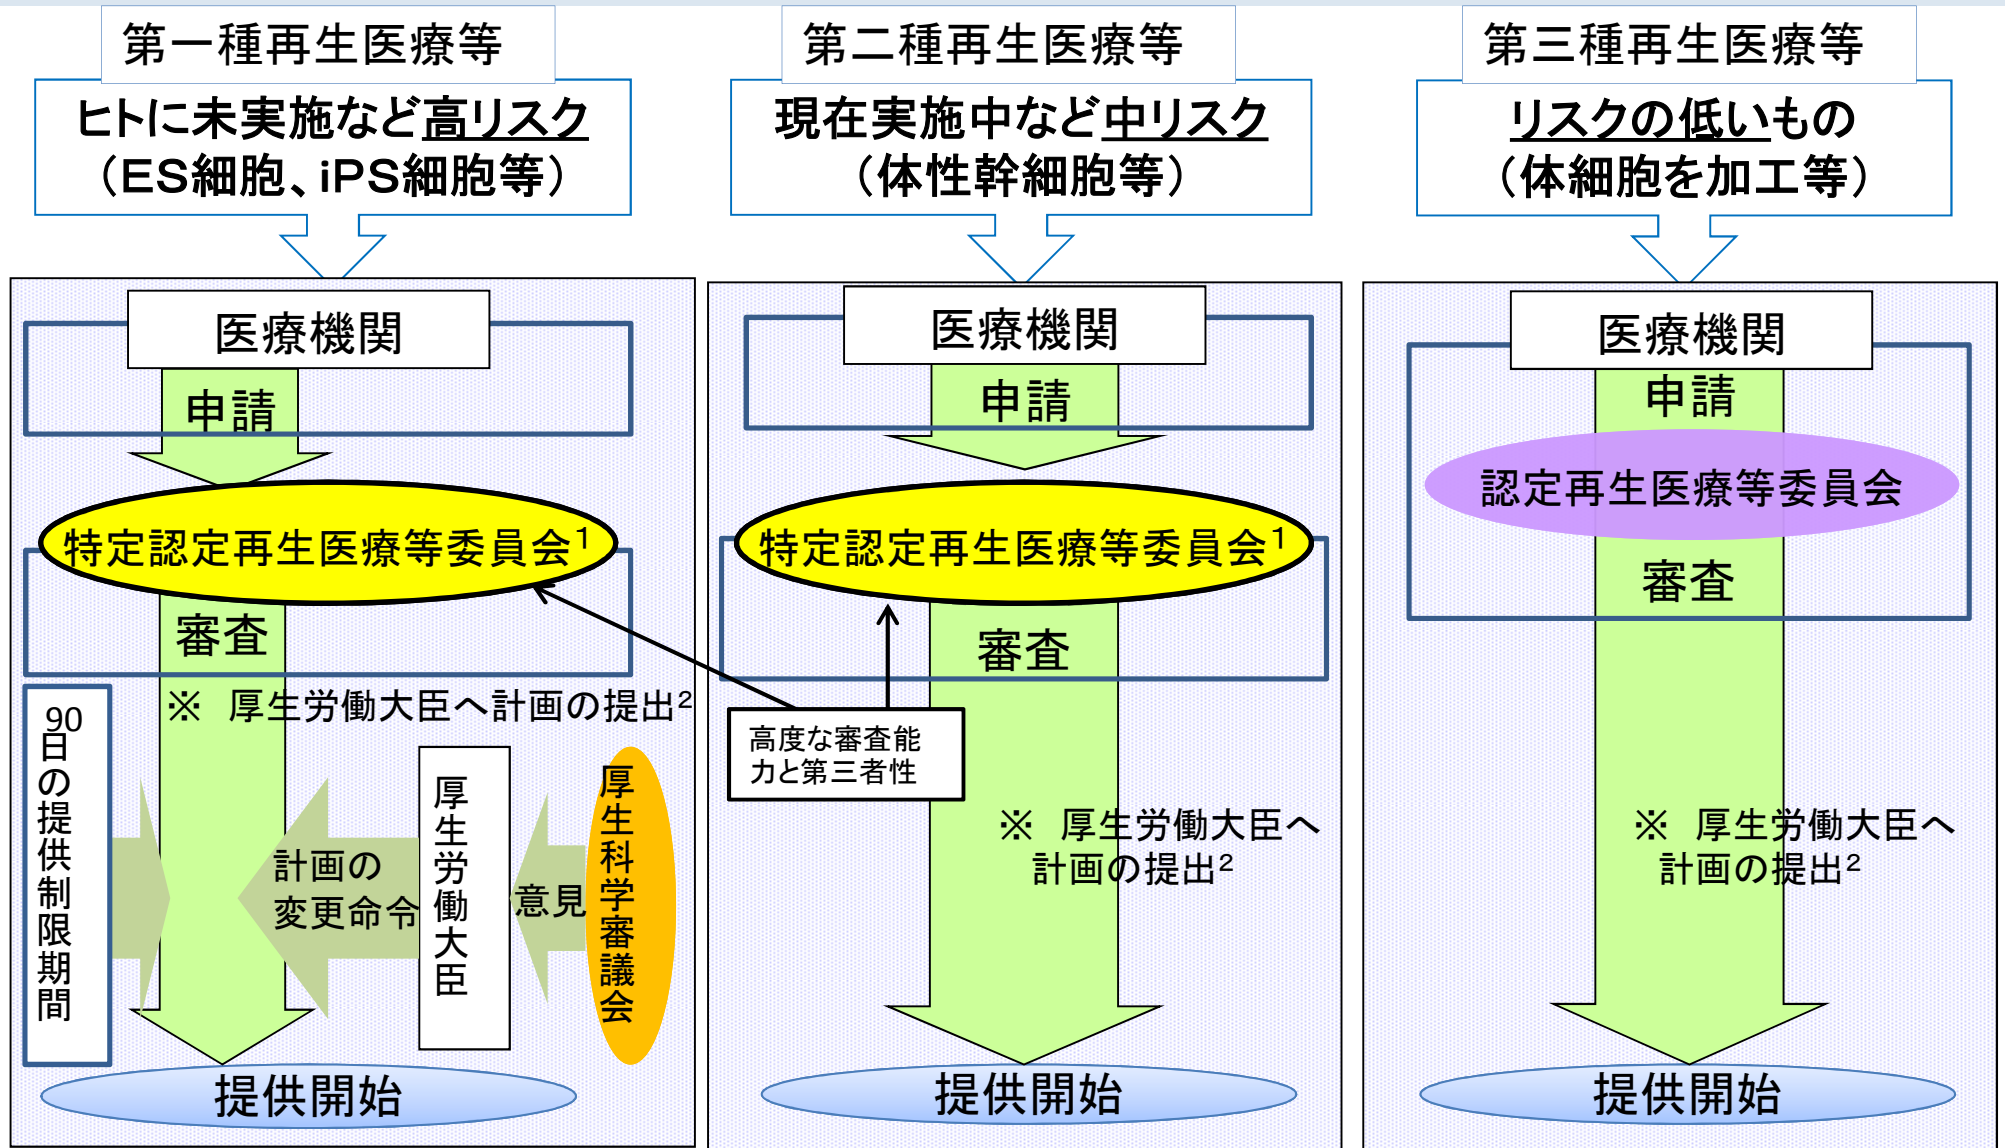 第一種再生医療等
ヒトに未実施など高リスク
（ES細胞、iPS細胞等）
医療機関
申請
特定認定再生医療等委員会¹
審査
※　厚生労働大臣へ計画の提出²
90
日の提供制限期間
計画の
変更命令
厚生労働大臣
意見
厚生科学審議会
提供開始
第二種再生医療等
現在実施中など中リスク
（体性幹細胞等）
医療機関
申請
特定認定再生医療等委員会¹
審査
高度な審査能
力と第三者性
※　厚生労働大臣へ
計画の提出²
提供開始
第三種再生医療等
リスクの低いもの
（体細胞を加工等）
医療機関
申請
認定再生医療等委員会
審査
※　厚生労働大臣へ
計画の提出²
提供開始